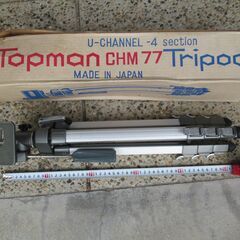 U-CHANNEL -4 section
Topman CHM 77 Tripod
MADE IN JAPAN